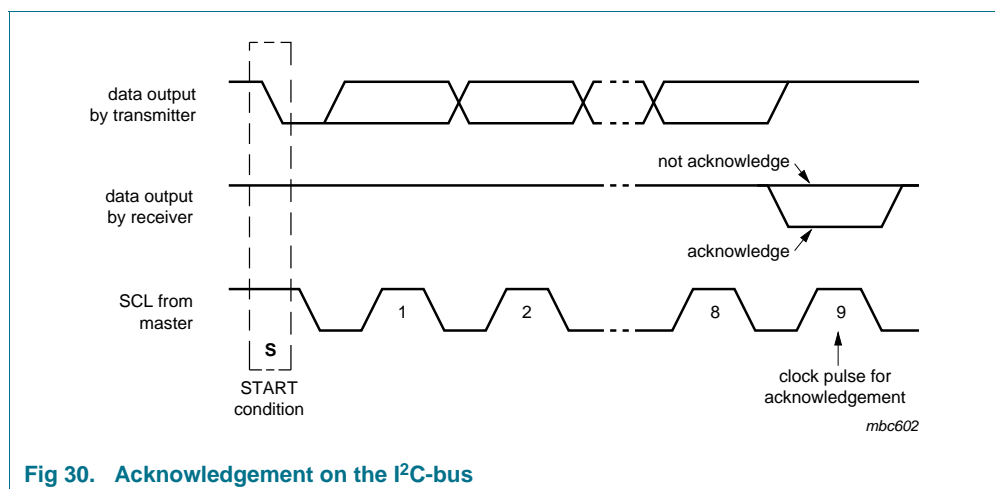 data output
by transmitter
not acknowledge
data output
by receiver
acknowledge
SCL from
master
1
2
8
9
S
START
condition
clock pulse for
acknowledgement
mbc602
Fig 30. Acknowledgement on the I²C-bus